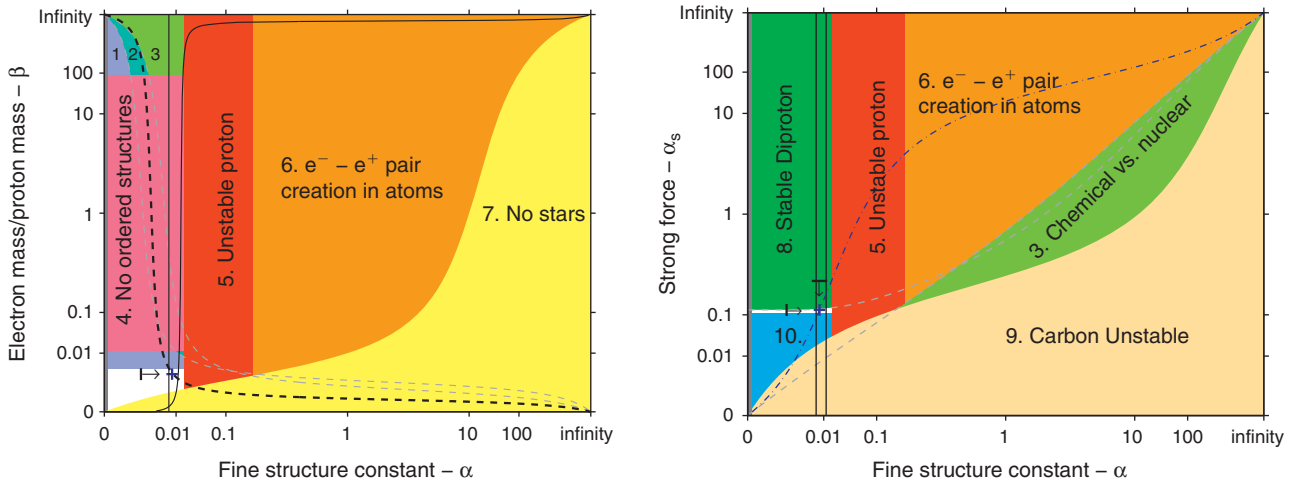 Infinity
100
10
1
0.1
0.01
0
Electron mass/proton mass – β
1
2
3
4. No ordered structures
5. Unstable proton
6. e⁻ – e⁺ pair
creation in atoms
7. No stars
0
0.01
0.1
1
10
100
infinity
Fine structure constant – α
Infinity
100
10
1
0.1
0.01
0
Strong force – αₛ
8. Stable Diproton
5. Unstable proton
6. e⁻ – e⁺ pair
creation in atoms
3. Chemical vs. nuclear
10.
9. Carbon Unstable
0
0.01
0.1
1
10
100
infinity
Fine structure constant – α